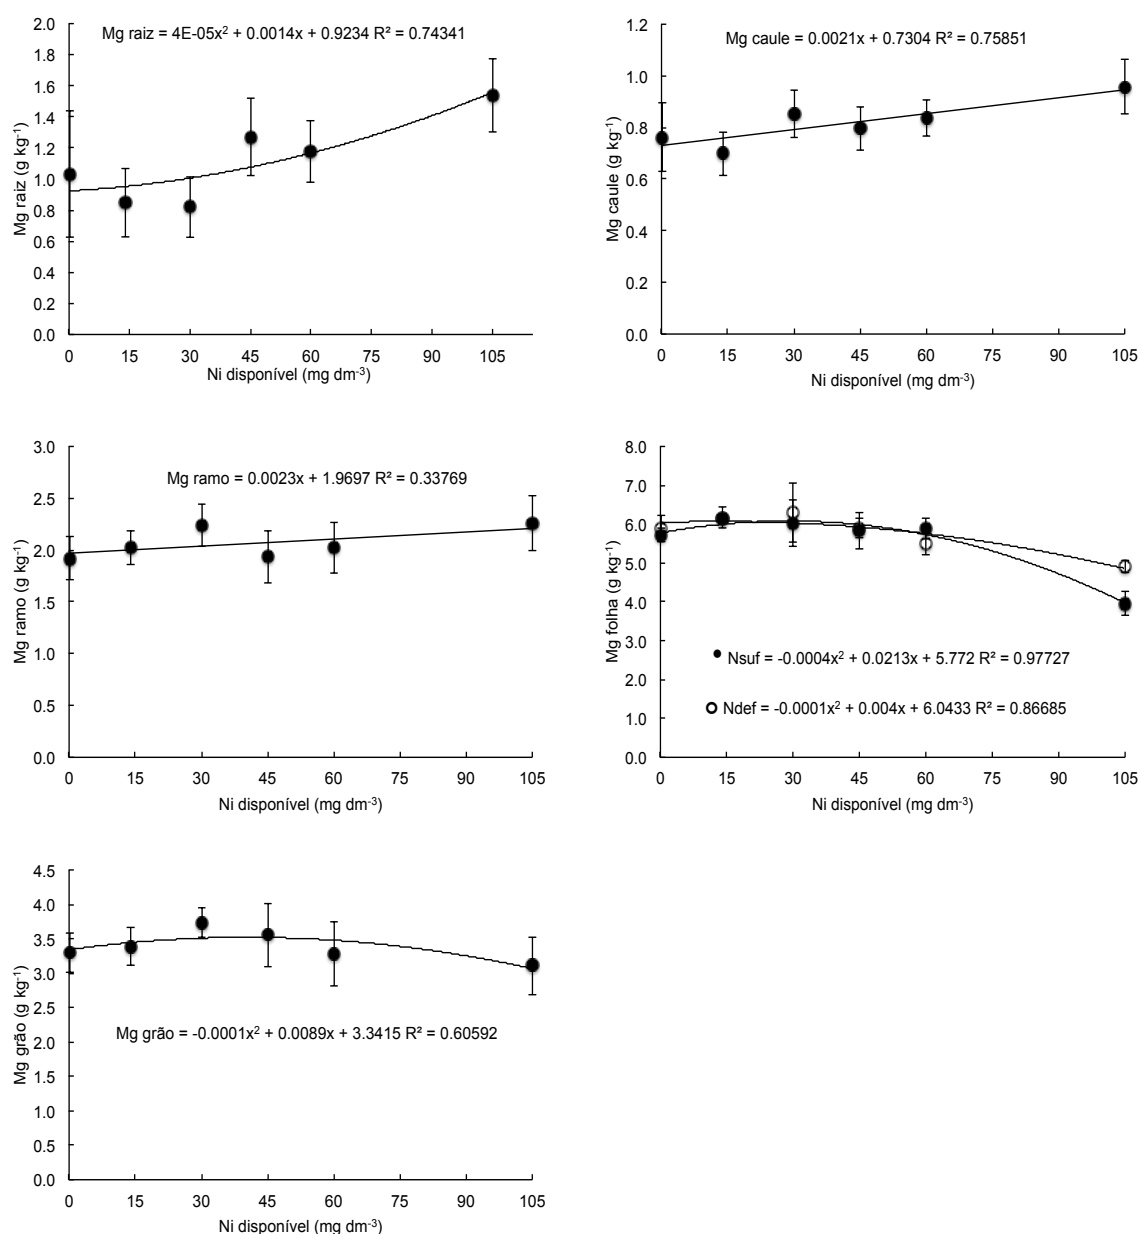 Mg raiz = 4E-05x² + 0.0014x + 0.9234 R² = 0.74341
Mg raiz (g kg⁻¹)
2.0
1.8
1.6
1.4
1.2
1.0
0.8
0.6
0.4
0.2
0.0
0 15 30 45 60 75 90 105
Ni disponível (mg dm⁻³)
Mg caule = 0.0021x + 0.7304 R² = 0.75851
Mg caule (g kg⁻¹)
1.2
1.0
0.8
0.6
0.4
0.2
0.0
0 15 30 45 60 75 90 105
Ni disponível (mg dm⁻³)
Mg ramo = 0.0023x + 1.9697 R² = 0.33769
Mg ramo (g kg⁻¹)
3.0
2.5
2.0
1.5
1.0
0.5
0.0
0 15 30 45 60 75 90 105
Ni disponível (mg dm⁻³)
Mg folha (g kg⁻¹)
8.0
7.0
6.0
5.0
4.0
3.0
2.0
1.0
0.0
Nsuf = -0.0004x² + 0.0213x + 5.772 R² = 0.97727
Ndef = -0.0001x² + 0.004x + 6.0433 R² = 0.86685
0 15 30 45 60 75 90 105
Ni disponível (mg dm⁻³)
Mg grão (g kg⁻¹)
4.5
4.0
3.5
3.0
2.5
2.0
1.5
1.0
0.5
0.0
Mg grão = -0.0001x² + 0.0089x + 3.3415 R² = 0.60592
0 15 30 45 60 75 90 105
Ni disponível (mg dm⁻³)